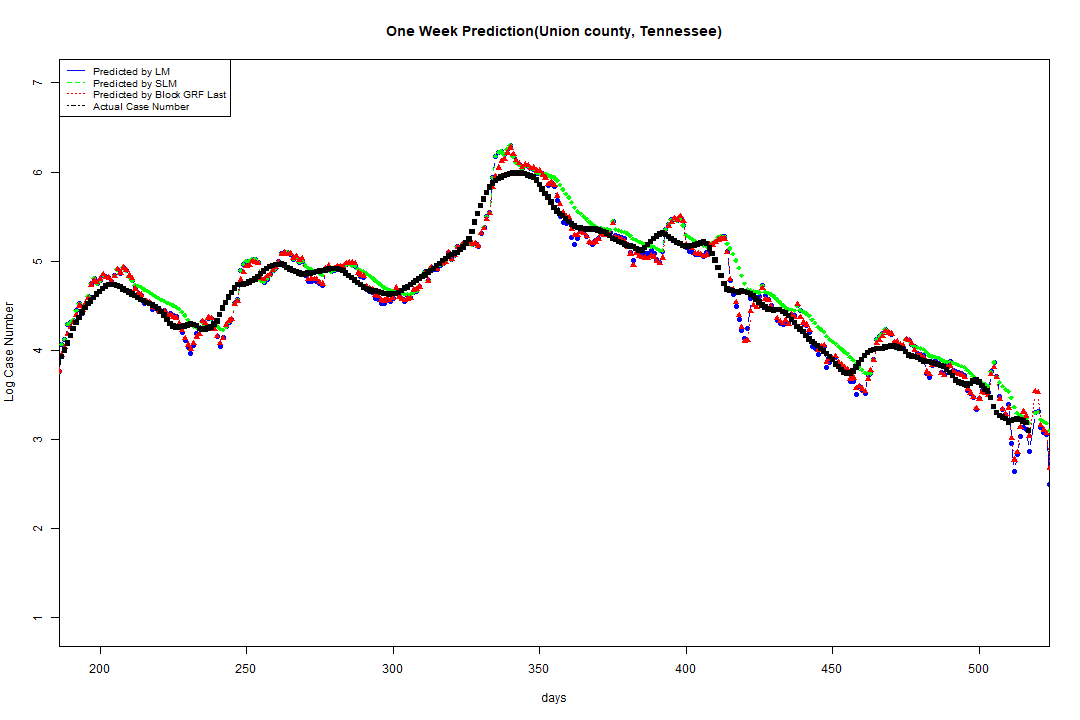 One Week Prediction(Union county, Tennessee)
Predicted by LM
Predicted by SLM
Predicted by Block GRF Last
Actual Case Number
7
6
5
4
3
2
1
Log Case Number
200 250 300 350 400 450 500
days